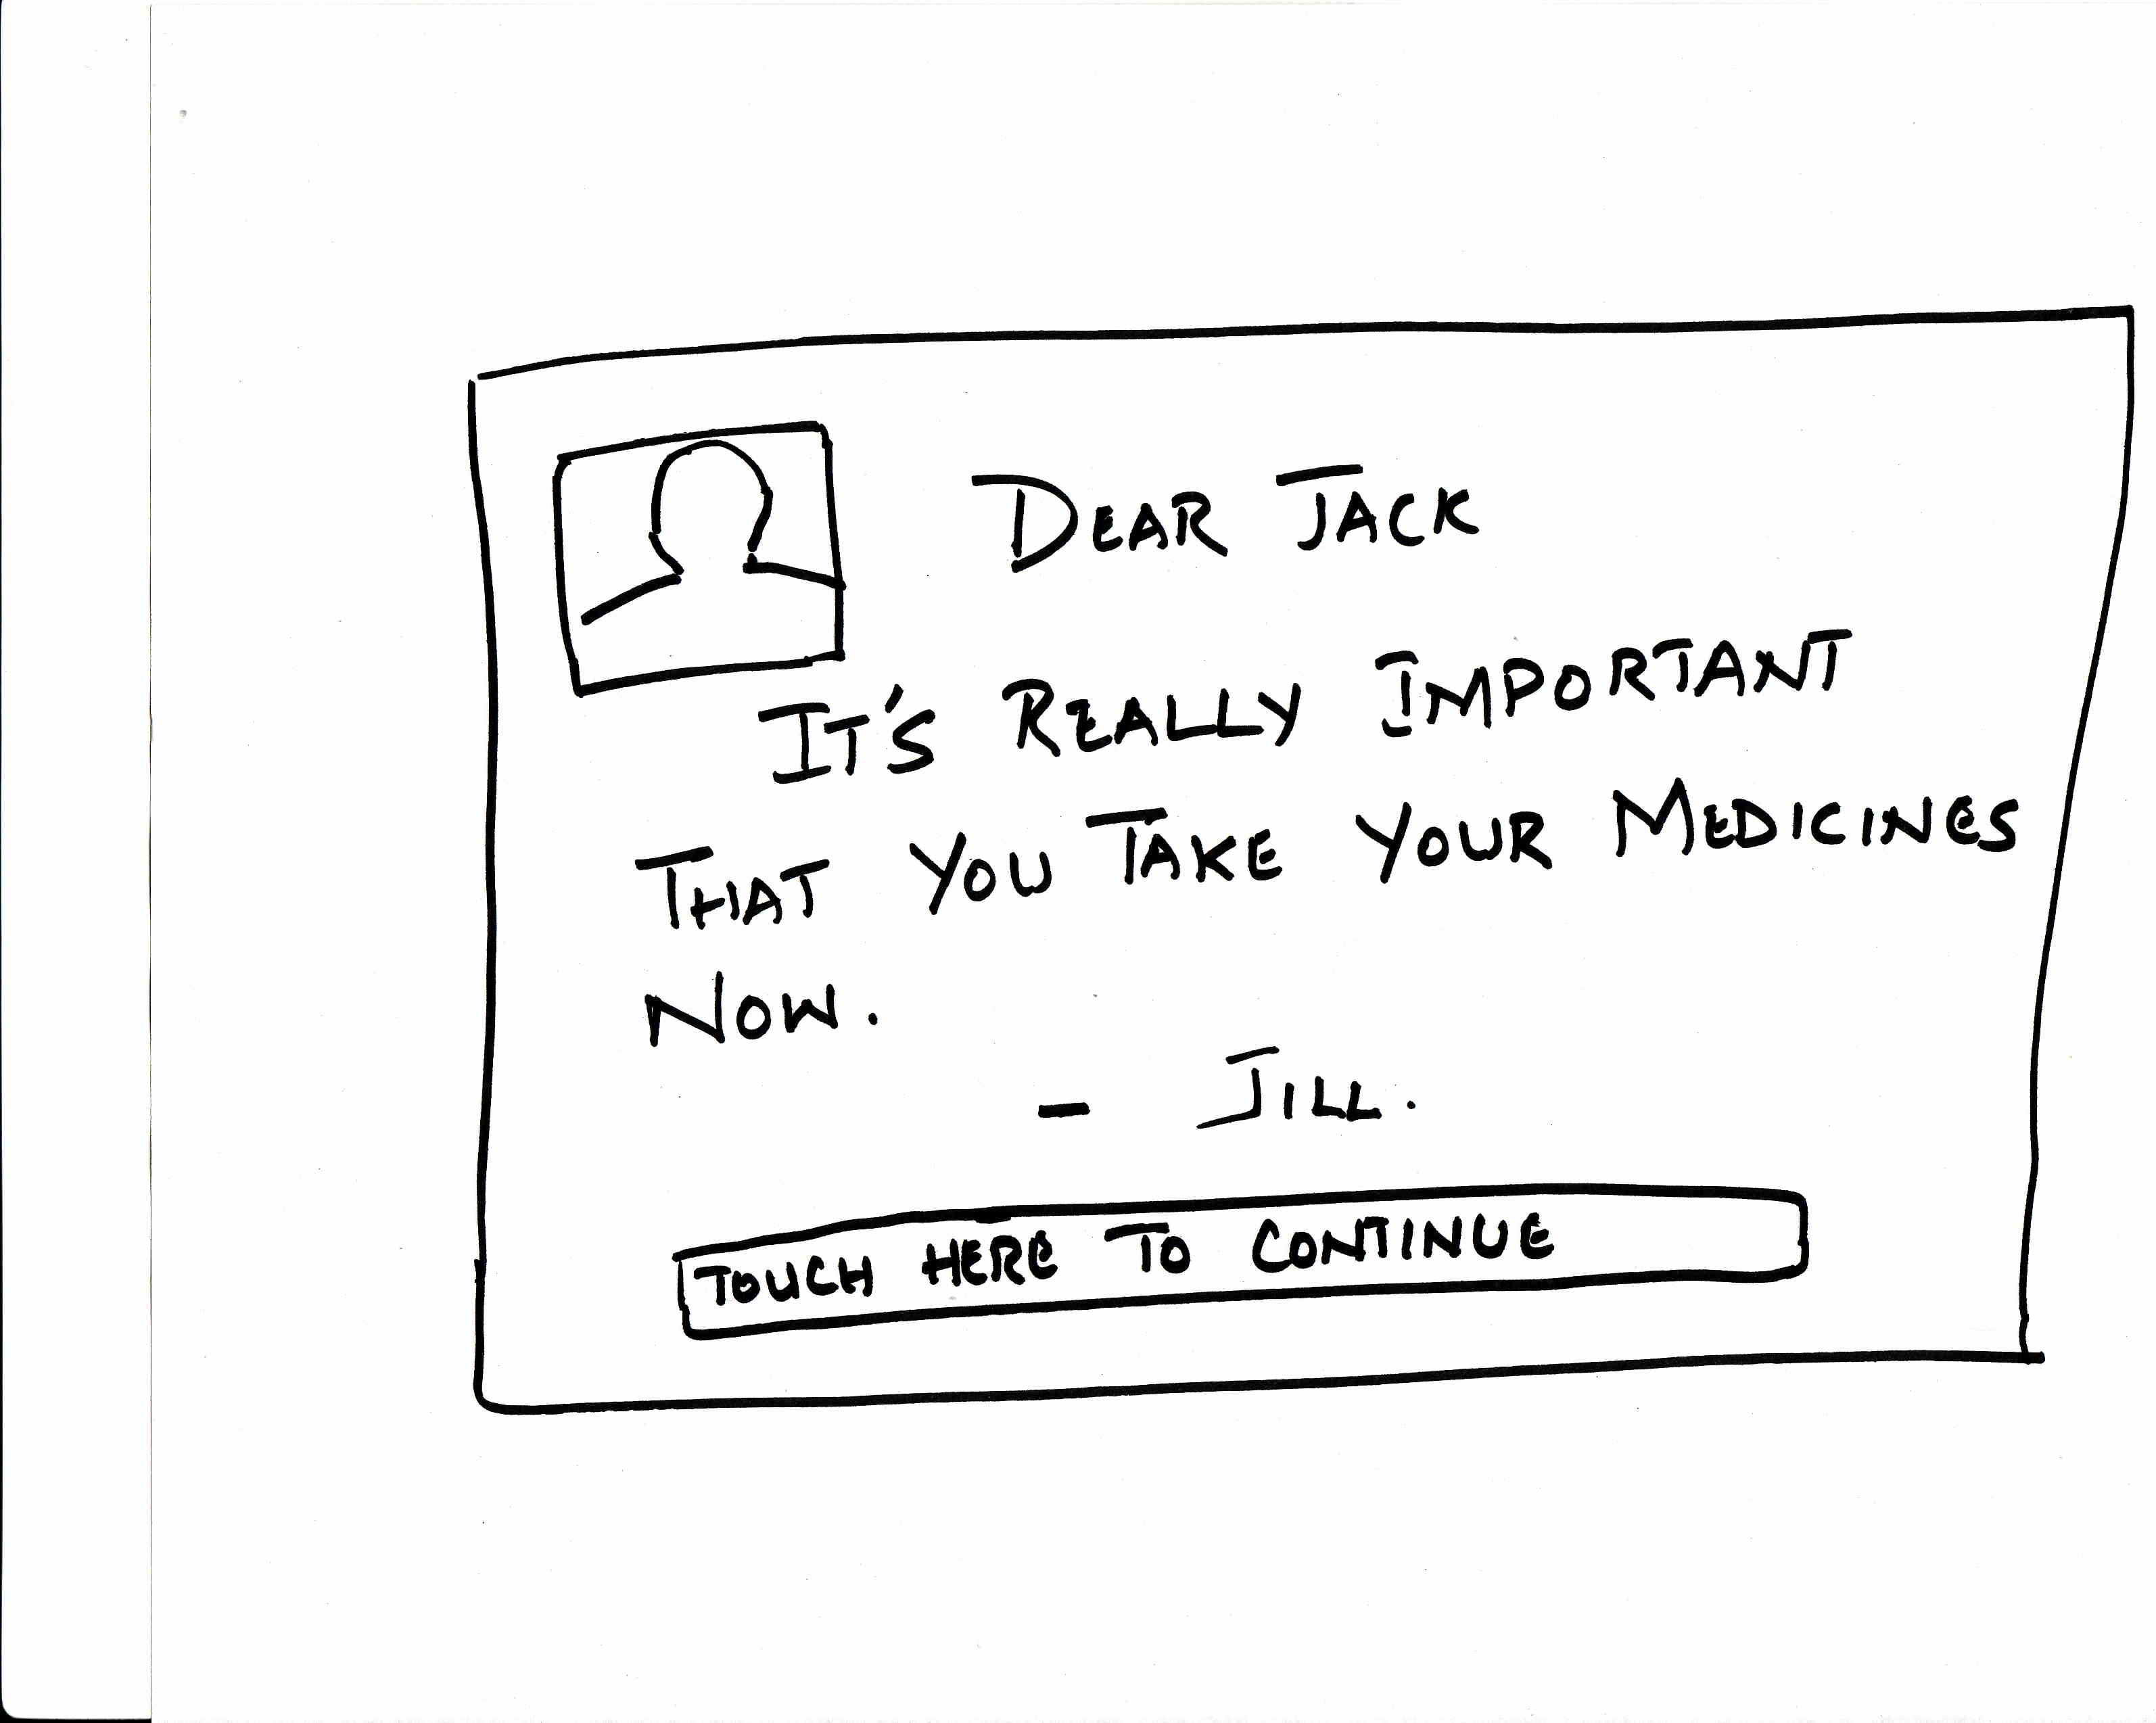 DEAR JACK
IT'S REALLY IMPORTANT
THAT YOU TAKE YOUR MEDICINES
NOW.
- JILL.
TOUCH HERE TO CONTINUE